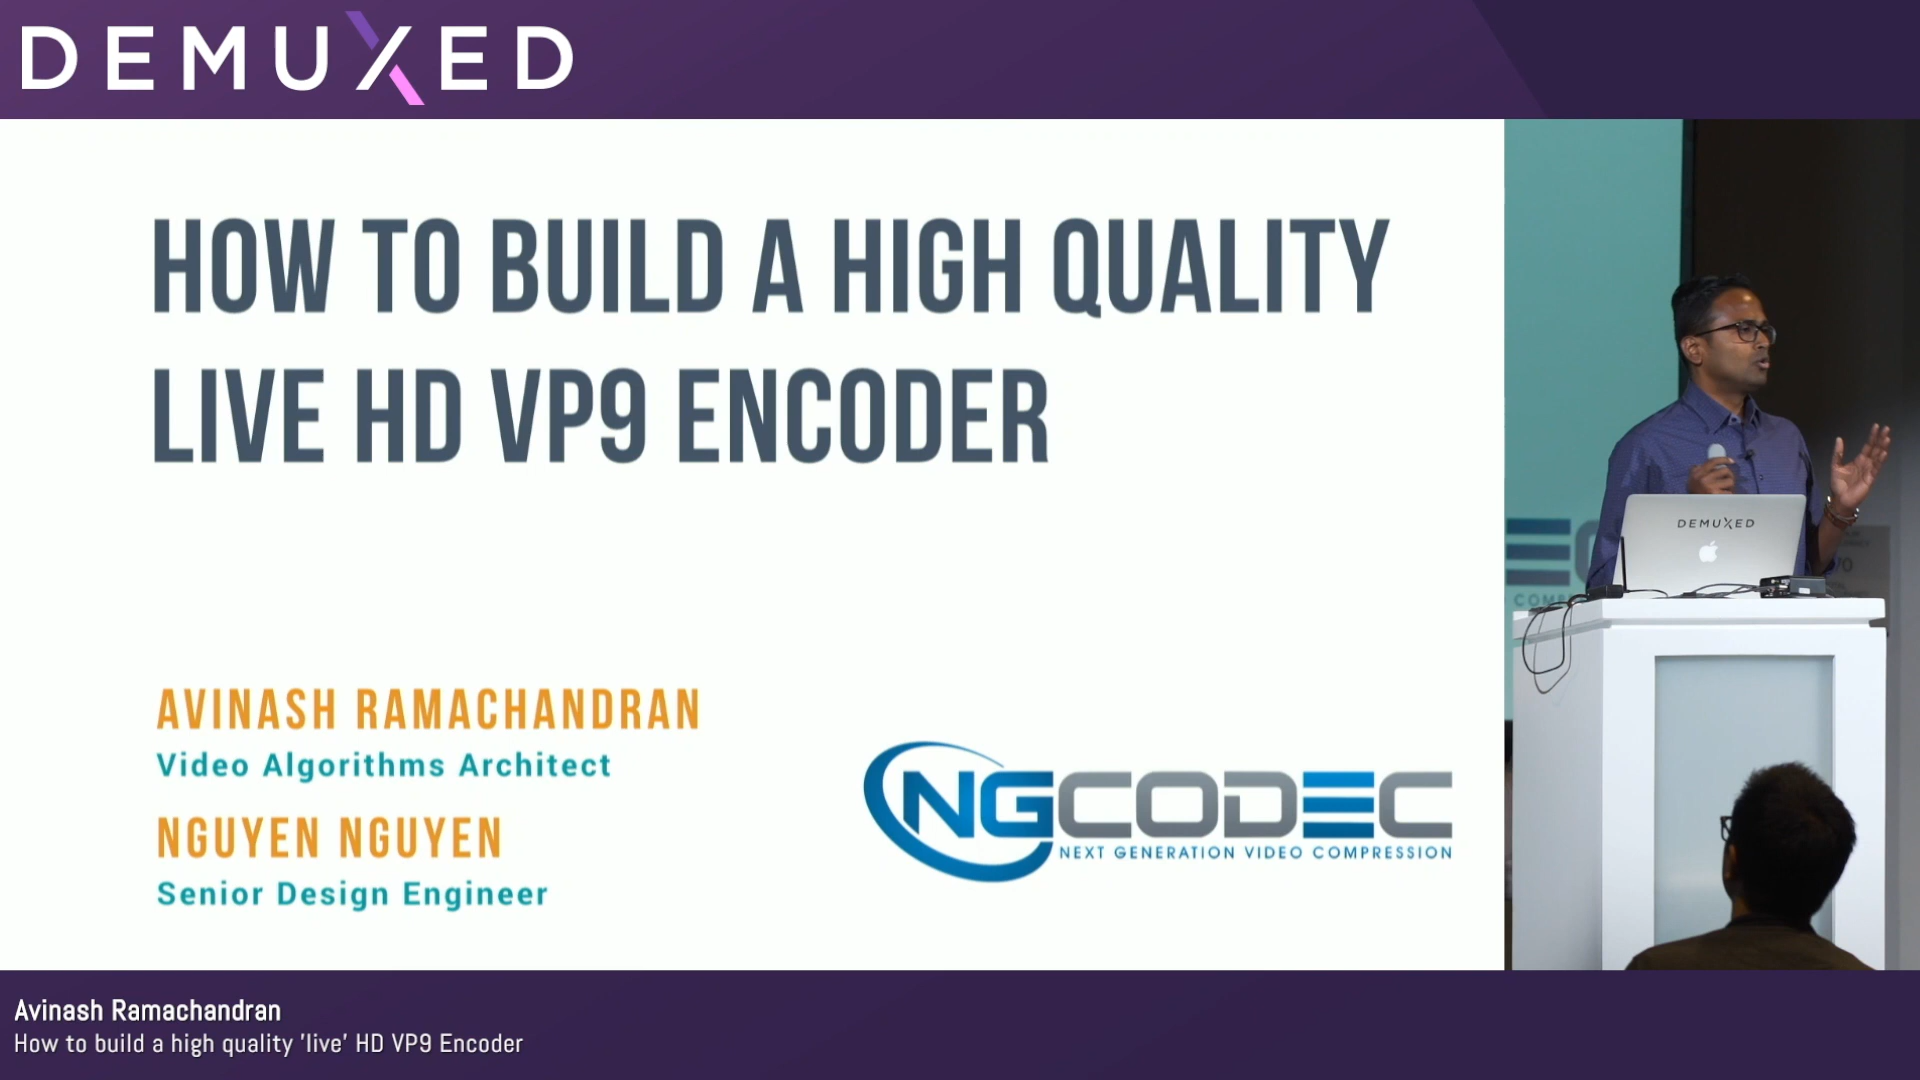 DEMUXED
HOW TO BUILD A HIGH QUALITY
LIVE HD VP9 ENCODER
AVINASH RAMACHANDRAN
Video Algorithms Architect
NGUYEN NGUYEN
Senior Design Engineer
NGCODEC
NEXT GENERATION VIDEO COMPRESSION
DEMUXED
Avinash Ramachandran
How to build a high quality 'live' HD VP9 Encoder